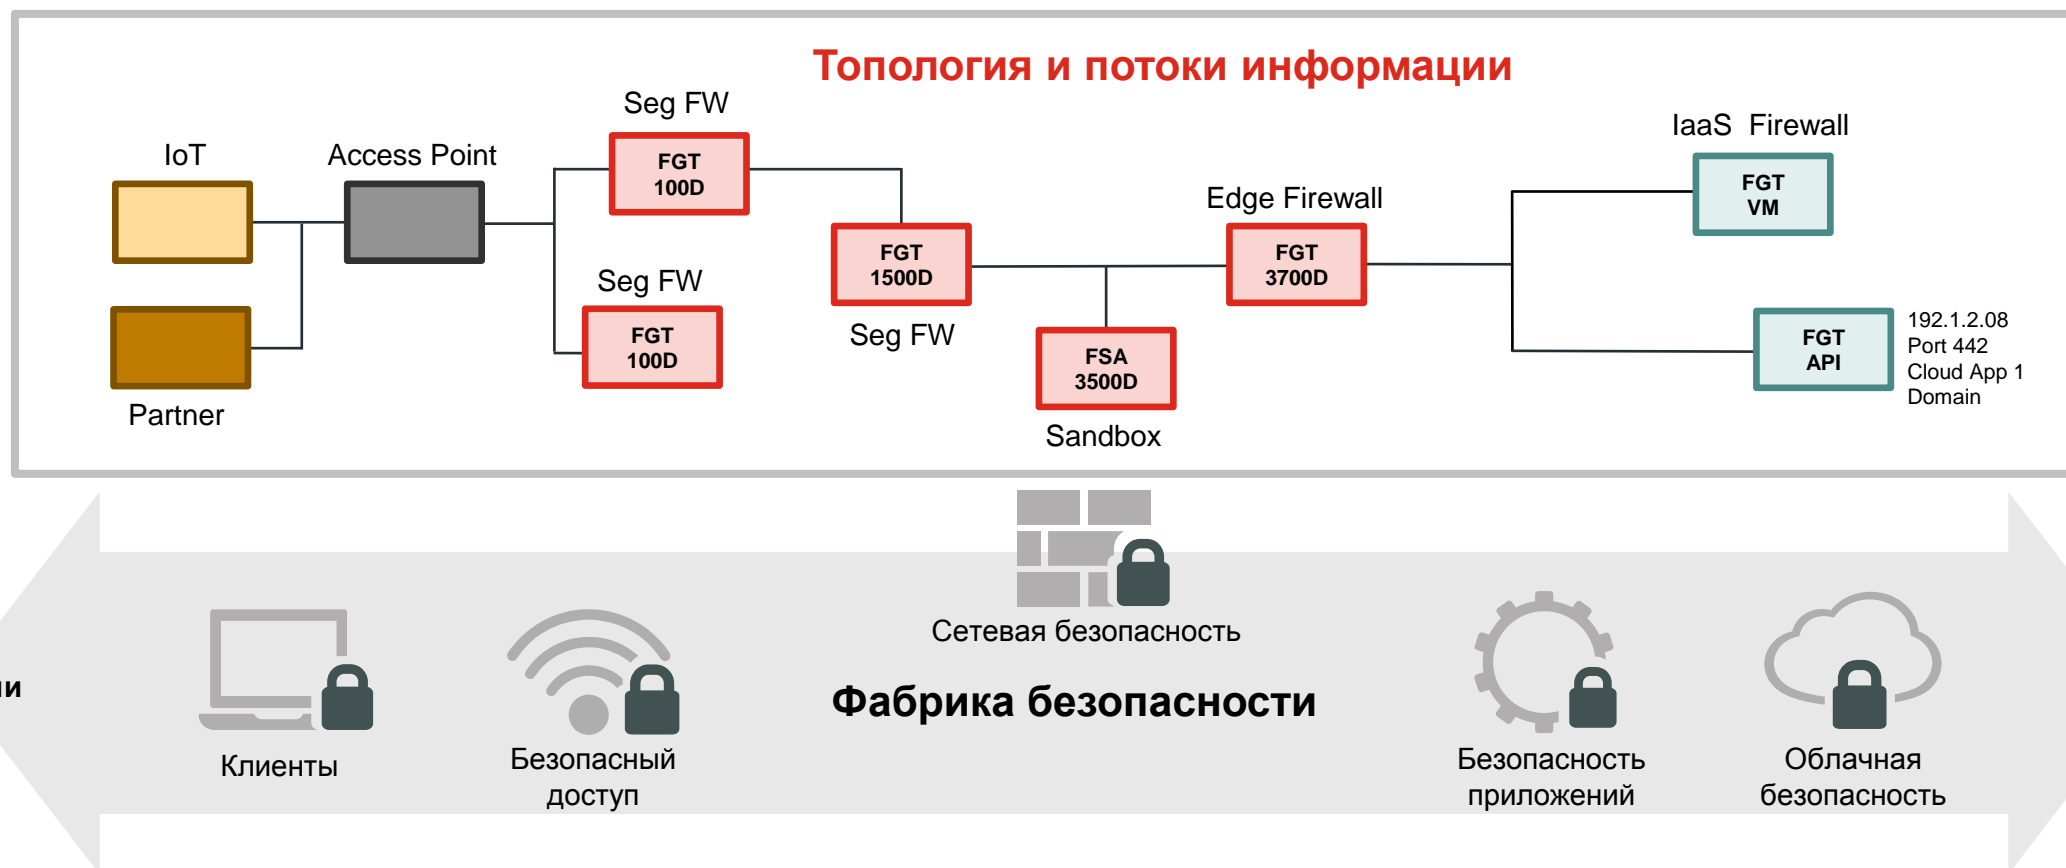 Топология и потоки информации
Seg FW
IaaS Firewall
IoT
Access Point
FGT
100D
FGT
VM
Edge Firewall
FGT
1500D
FGT
3700D
Seg FW
FGT
100D
Seg FW
FSA
3500D
FGT
API
192.1.2.08
Port 442
Cloud App 1
Domain
Partner
Sandbox
Сетевая безопасность
Фабрика безопасности
Клиенты
Безопасный
доступ
Безопасность
приложений
Облачная
безопасность